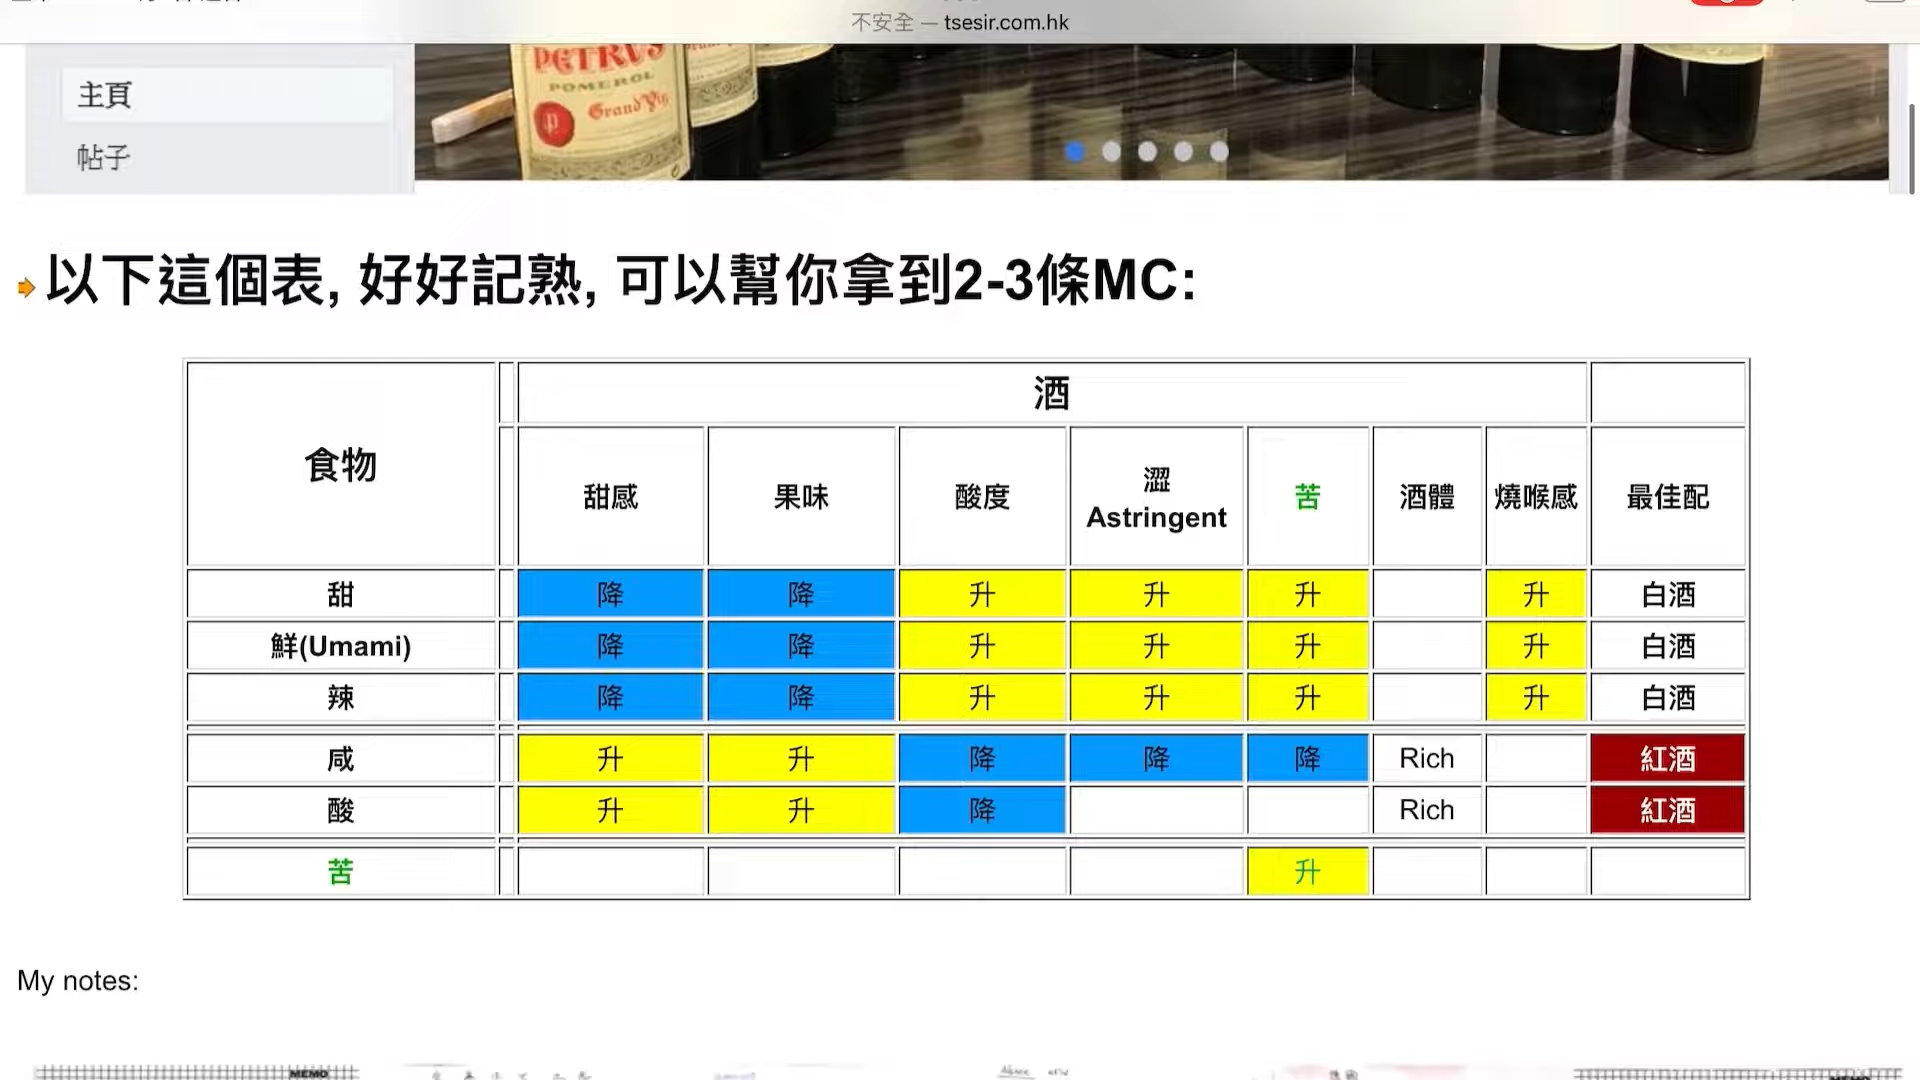 不安全 — tsesir.com.hk
主頁
帖子
PETRUS
POMEROL
Grand Vin
以下這個表, 好好記熟, 可以幫你拿到2-3條MC:
食物 酒
甜感 果味 酸度 澀 Astringent 苦 酒體 燒喉感 最佳配
甜 降 降 升 升 升 升 白酒
鮮(Umami) 降 降 升 升 升 升 白酒
辣 降 降 升 升 升 升 白酒
咸 升 升 降 降 降 Rich 紅酒
酸 升 升 降 Rich 紅酒
苦 升
My notes:
MEMO